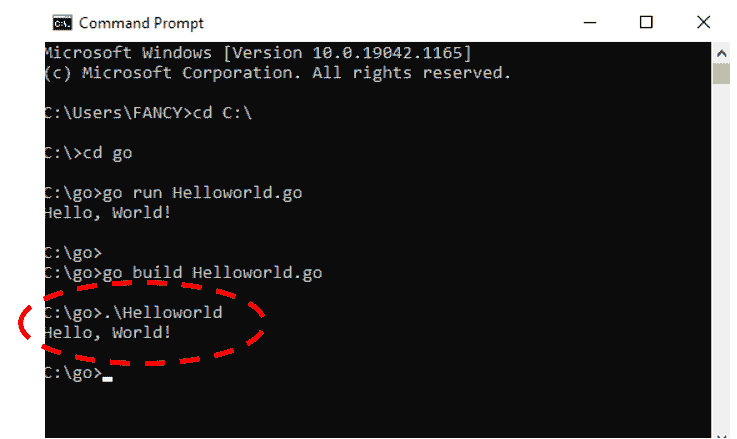 Command Prompt
Microsoft Windows [Version 10.0.19042.1165]
(c) Microsoft Corporation. All rights reserved.
C:\Users\FANCY>cd C:\
C:\>cd go
C:\go>go run Helloworld.go
Hello, World!
C:\go>
C:\go>go build Helloworld.go
C:\go>.\Helloworld
Hello, World!
C:\go>